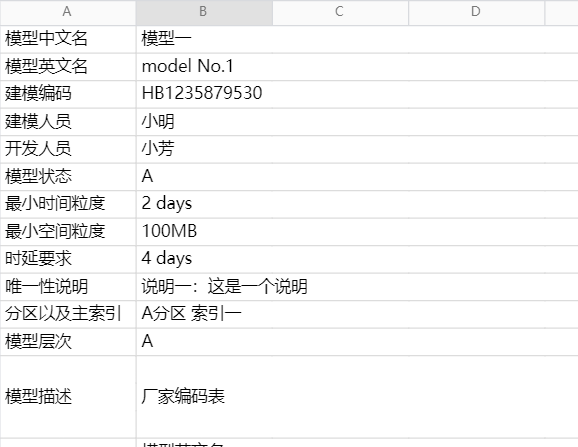 A B C D
模型中文名 模型一
模型英文名 model No.1
建模编码 HB1235879530
建模人员 小明
开发人员 小芳
模型状态 A
最小时间粒度 2 days
最小空间粒度 100MB
时延要求 4 days
唯一性说明 说明一：这是一个说明
分区以及主索引 A分区 索引一
模型层次 A
模型描述 厂家编码表